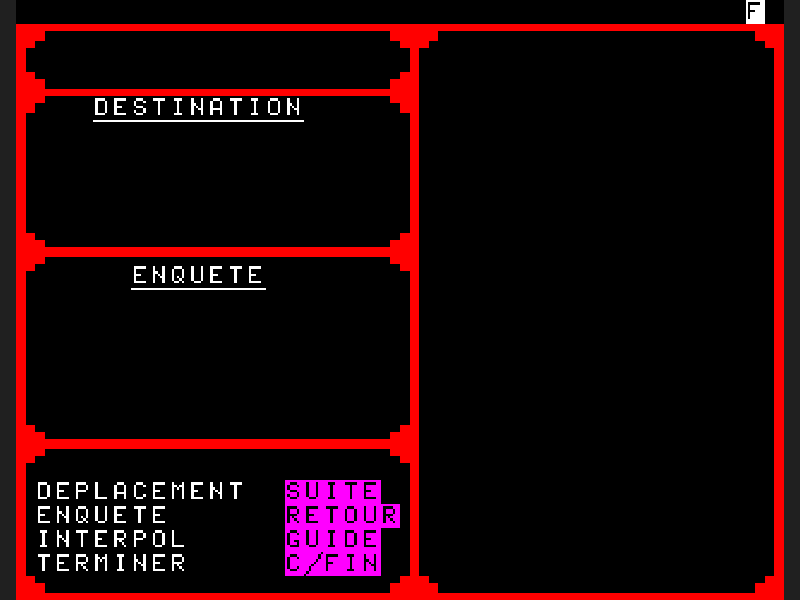 F
DESTINATION
ENQUETE
DEPLACEMENT SUITE
ENQUETE RETOUR
INTERPOL GUIDE
TERMINER C/FIN